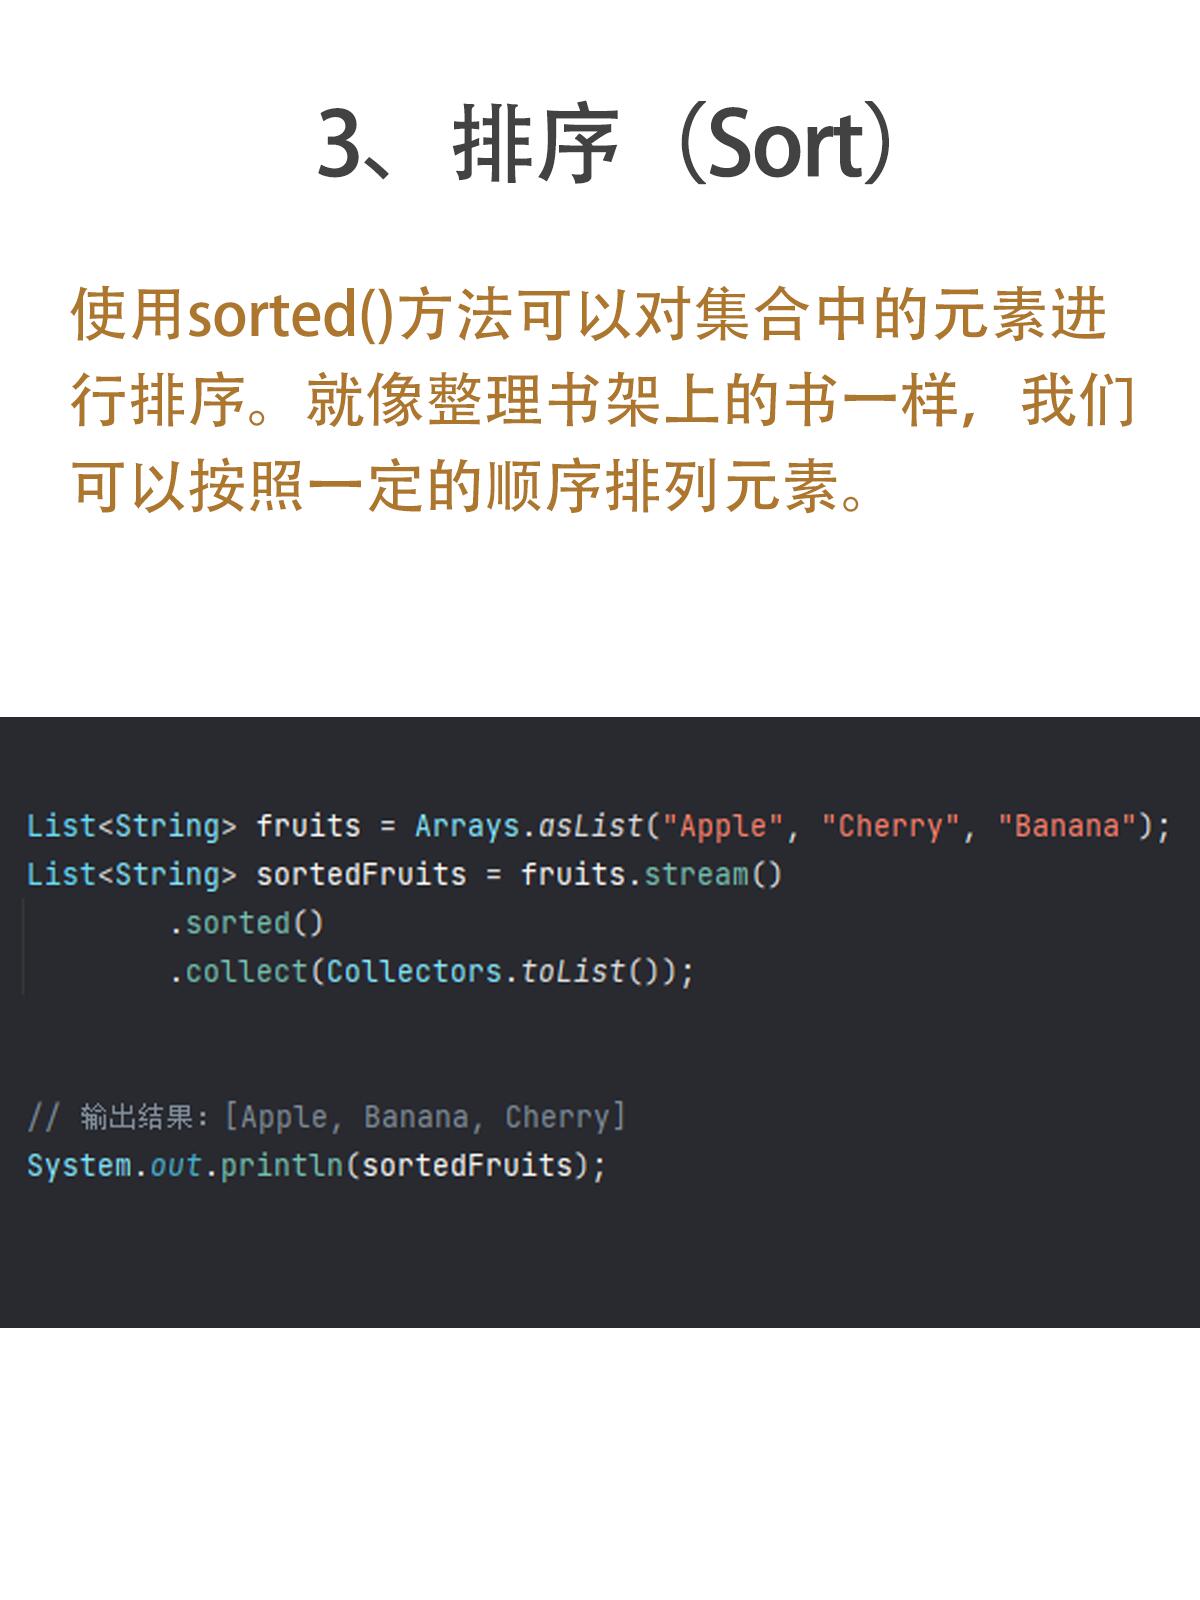 3、排序（Sort）
使用sorted()方法可以对集合中的元素进
行排序。就像整理书架上的书一样，我们
可以按照一定的顺序排列元素。
List<String> fruits = Arrays.asList("Apple", "Cherry", "Banana");
List<String> sortedFruits = fruits.stream()
.sorted()
.collect(Collectors.toList());
// 输出结果：[Apple, Banana, Cherry]
System.out.println(sortedFruits);